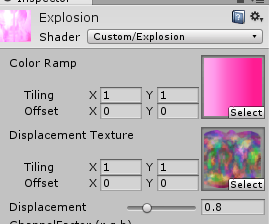 Inspector
Explosion
Shader Custom/Explosion
Color Ramp
Tiling X 1 Y 1
Offset X 0 Y 0
Select
Displacement Texture
Tiling X 1 Y 1
Offset X 0 Y 0
Select
Displacement 0.8
ChannelFactor (r,g,b)